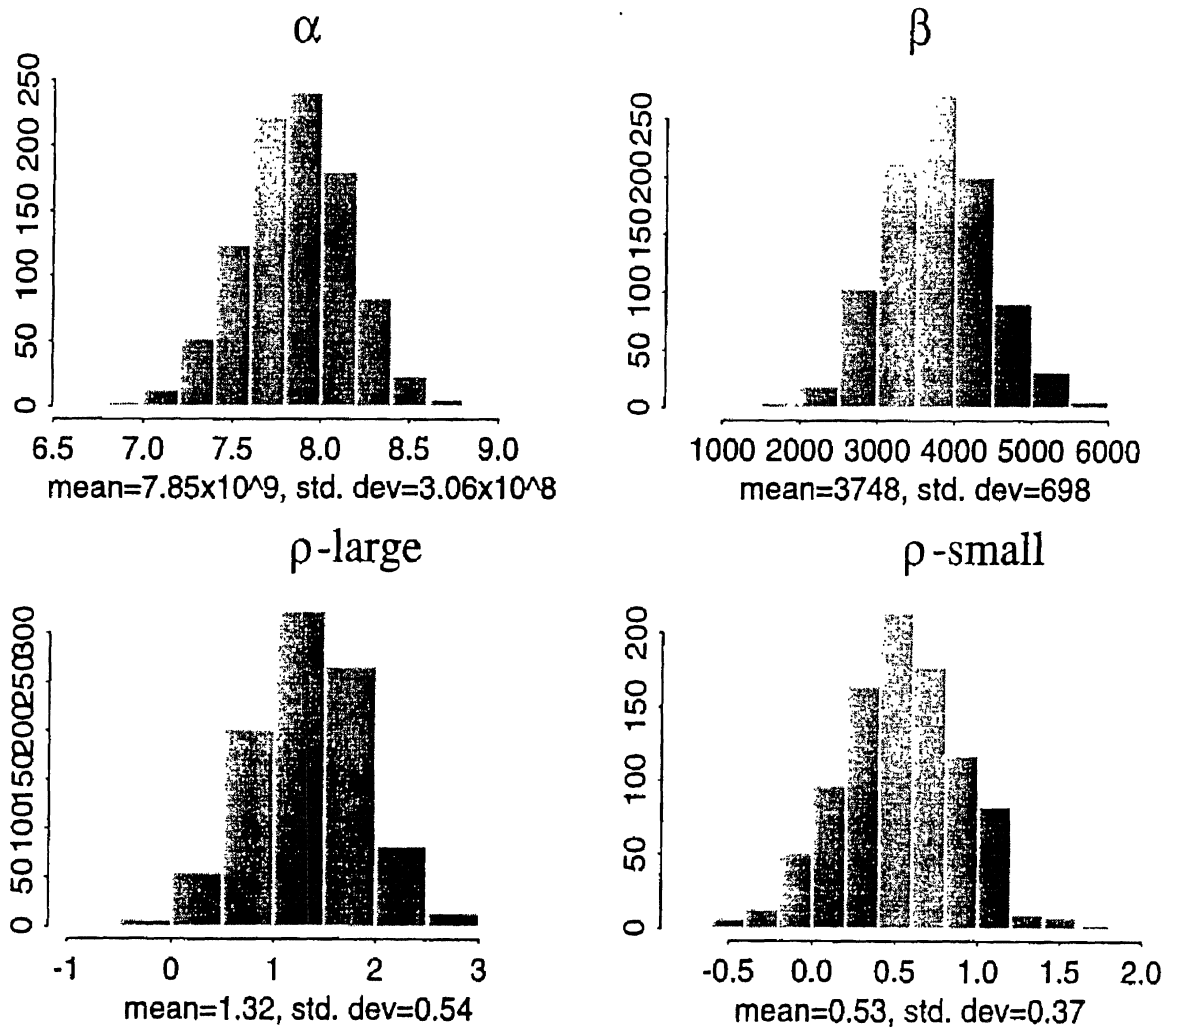 α
β
250
200
150
100
50
0
6.5 7.0 7.5 8.0 8.5 9.0
mean=7.85x10^9, std. dev=3.06x10^8
250
200
150
100
50
0
1000 2000 3000 4000 5000 6000
mean=3748, std. dev=698
ρ-large
ρ-small
300
250
200
150
100
50
0
-1 0 1 2 3
mean=1.32, std. dev=0.54
200
150
100
50
0
-0.5 0.0 0.5 1.0 1.5 2.0
mean=0.53, std. dev=0.37